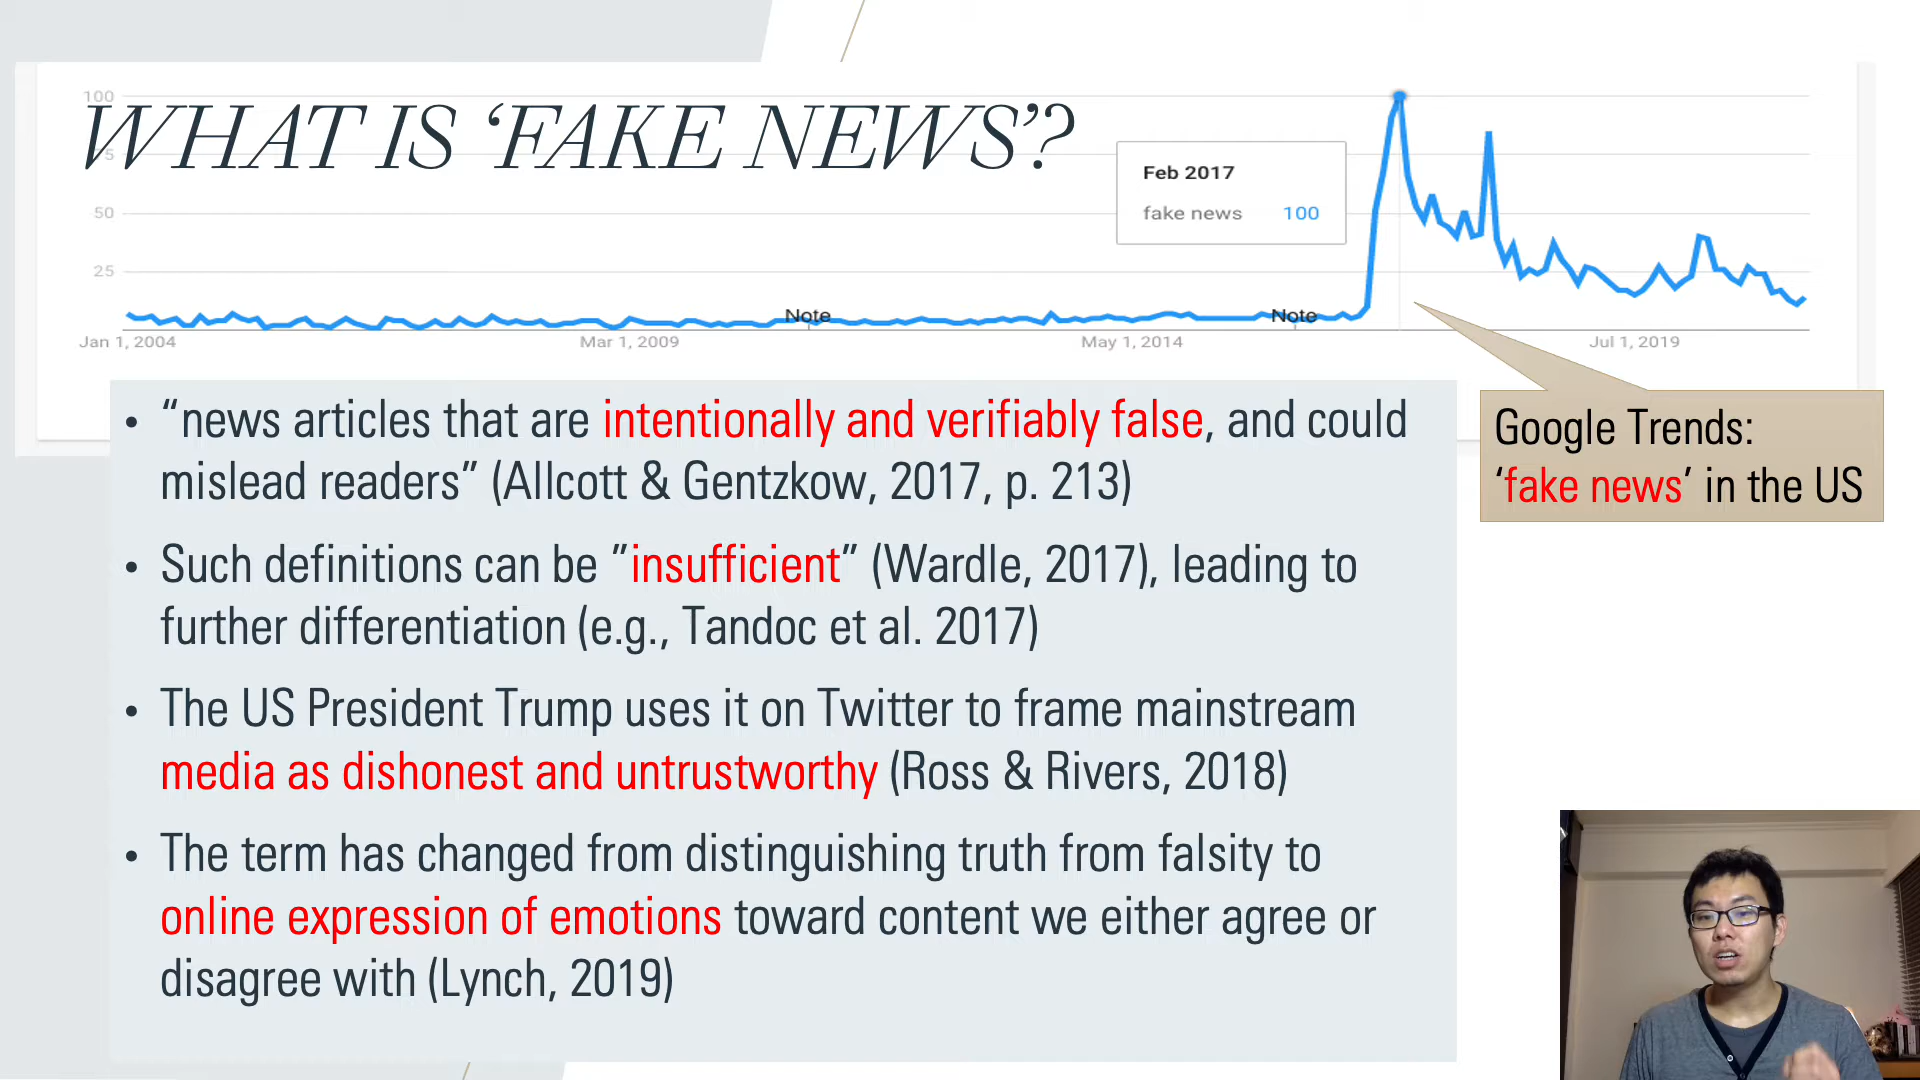 100
WHAT IS ‘FAKE NEWS’?
75
50
25
Feb 2017
fake news 100
Note
Note
Jan 1, 2004
Mar 1, 2009
May 1, 2014
Jul 1, 2019
• “news articles that are intentionally and verifiably false, and could
mislead readers” (Allcott & Gentzkow, 2017, p. 213)
• Such definitions can be ”insufficient” (Wardle, 2017), leading to
further differentiation (e.g., Tandoc et al. 2017)
• The US President Trump uses it on Twitter to frame mainstream
media as dishonest and untrustworthy (Ross & Rivers, 2018)
• The term has changed from distinguishing truth from falsity to
online expression of emotions toward content we either agree or
disagree with (Lynch, 2019)
Google Trends:
‘fake news’ in the US